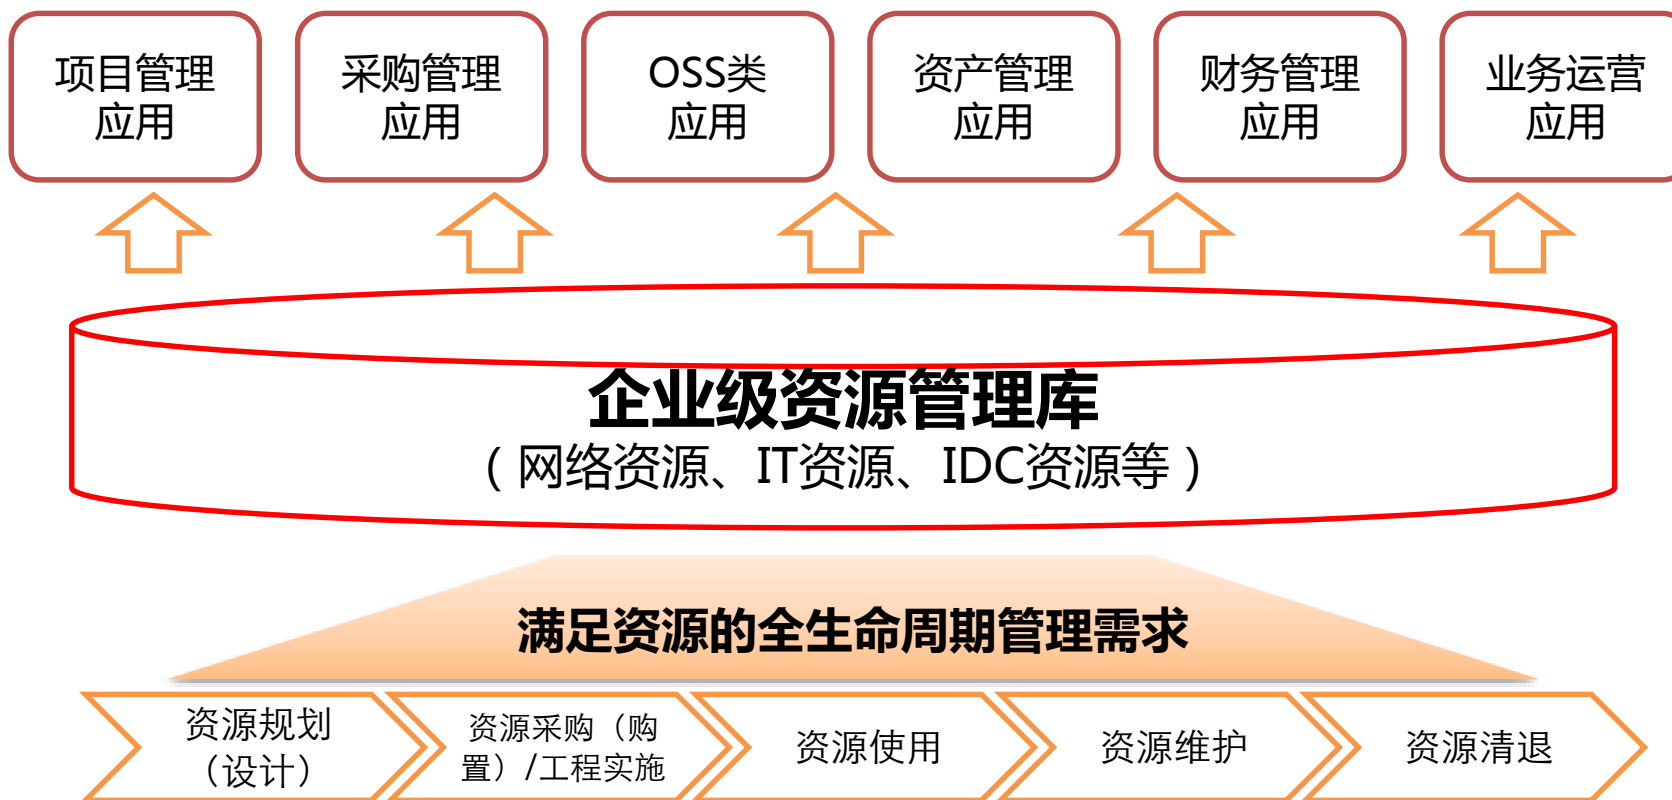 项目管理
应用
采购管理
应用
OSS类
应用
资产管理
应用
财务管理
应用
业务运营
应用
企业级资源管理库
（网络资源、IT资源、IDC资源等）
满足资源的全生命周期管理需求
资源规划
（设计）
资源采购（购
置）/工程实施
资源使用
资源维护
资源清退